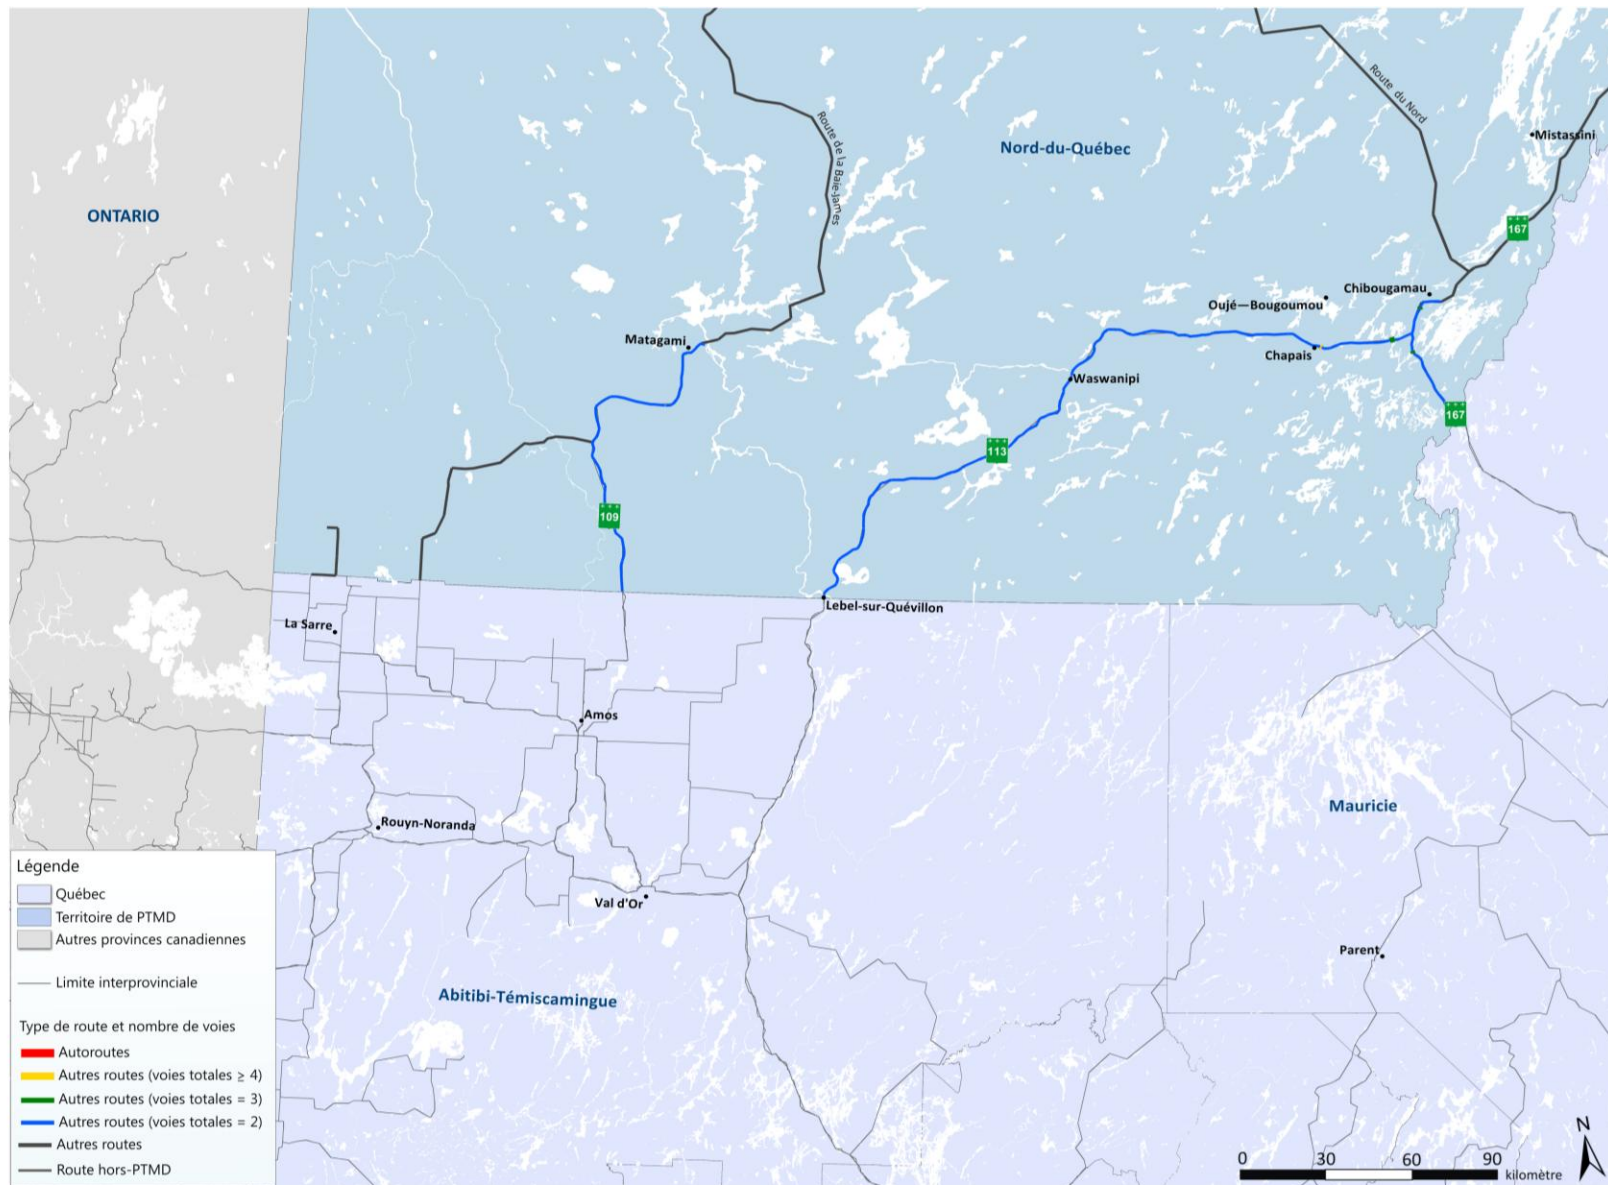 Route du Nord
Mistassini
Route de la Baie-James
Nord-du-Québec
ONTARIO
167
Chibougamau
Oujé—Bougoumou
Matagami
Chapais
Waswanipi
167
113
109
Lebel-sur-Quévillon
La Sarre
Amos
Mauricie
Rouyn-Noranda
Val d'Or
Parent
Abitibi-Témiscamingue
Légende
Québec
Territoire de PTMD
Autres provinces canadiennes
Limite interprovinciale
Type de route et nombre de voies
Autoroutes
Autres routes (voies totales ≥ 4)
Autres routes (voies totales = 3)
Autres routes (voies totales = 2)
Autres routes
Route hors-PTMD
N
0 30 60 90
kilomètre